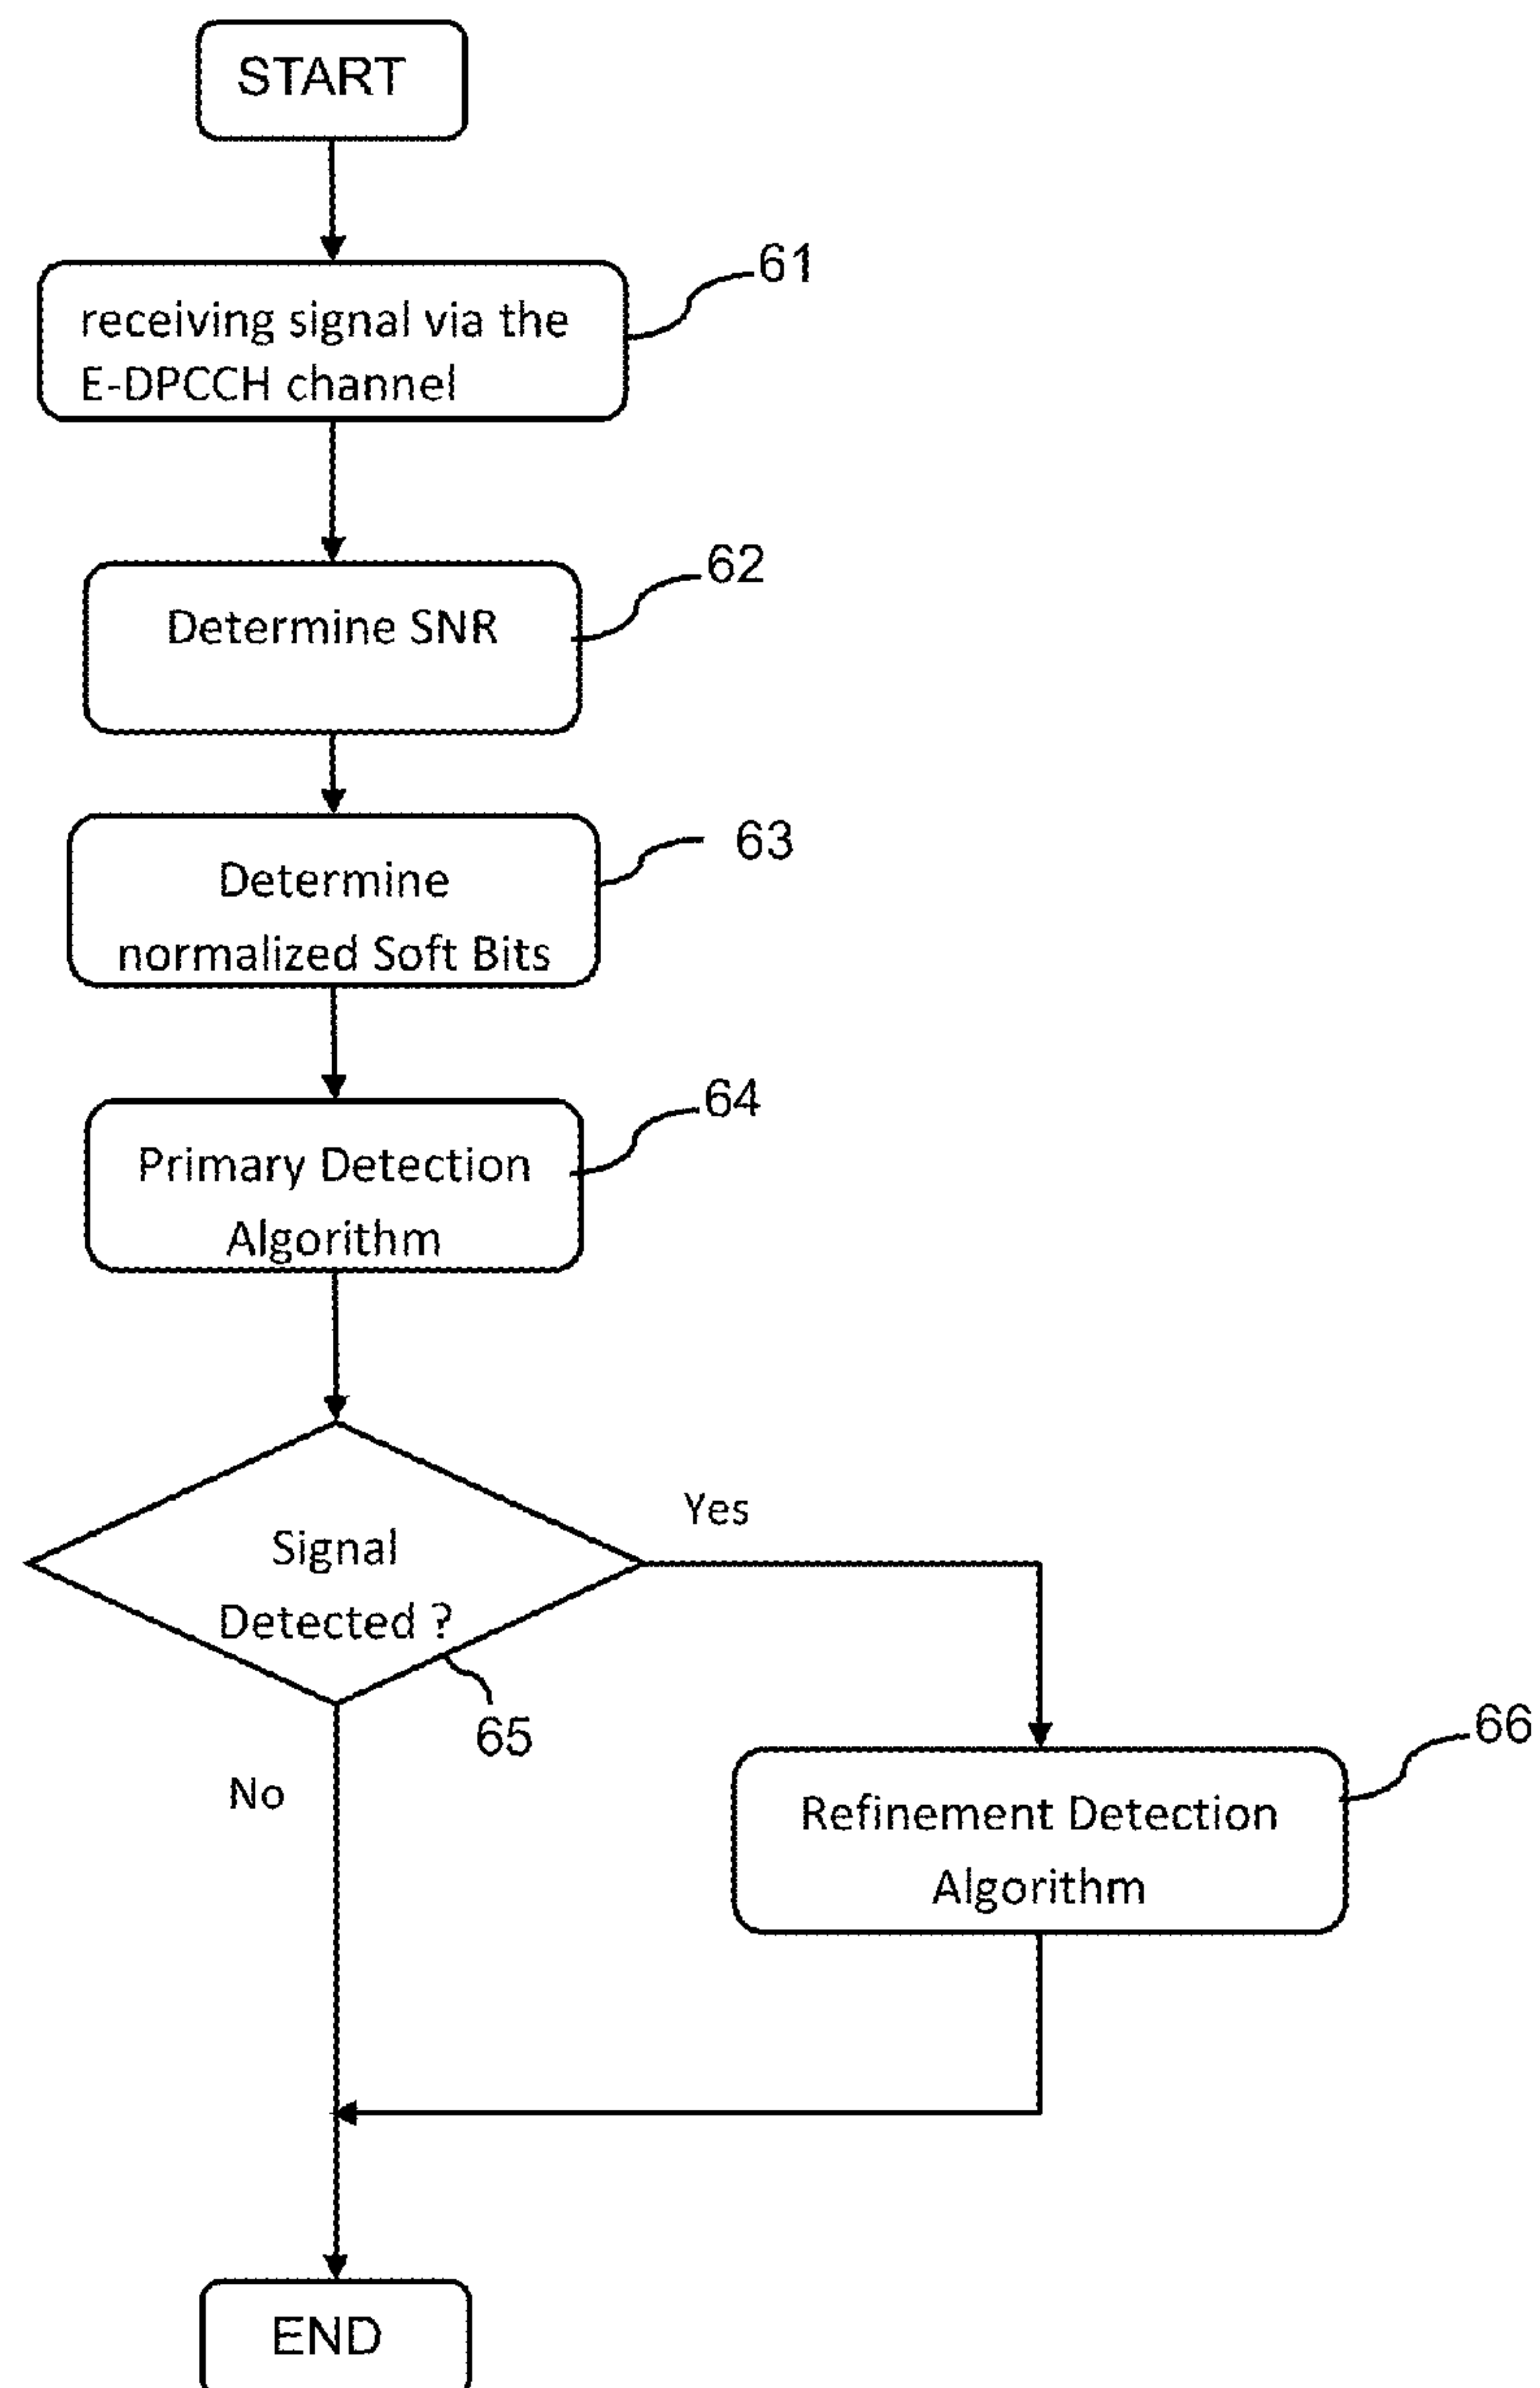 START
61
receiving signal via the
E-DPCCH channel
62
Determine SNR
63
Determine
normalized Soft Bits
64
Primary Detection
Algorithm
Yes
Signal
Detected ?
65
No
66
Refinement Detection
Algorithm
END